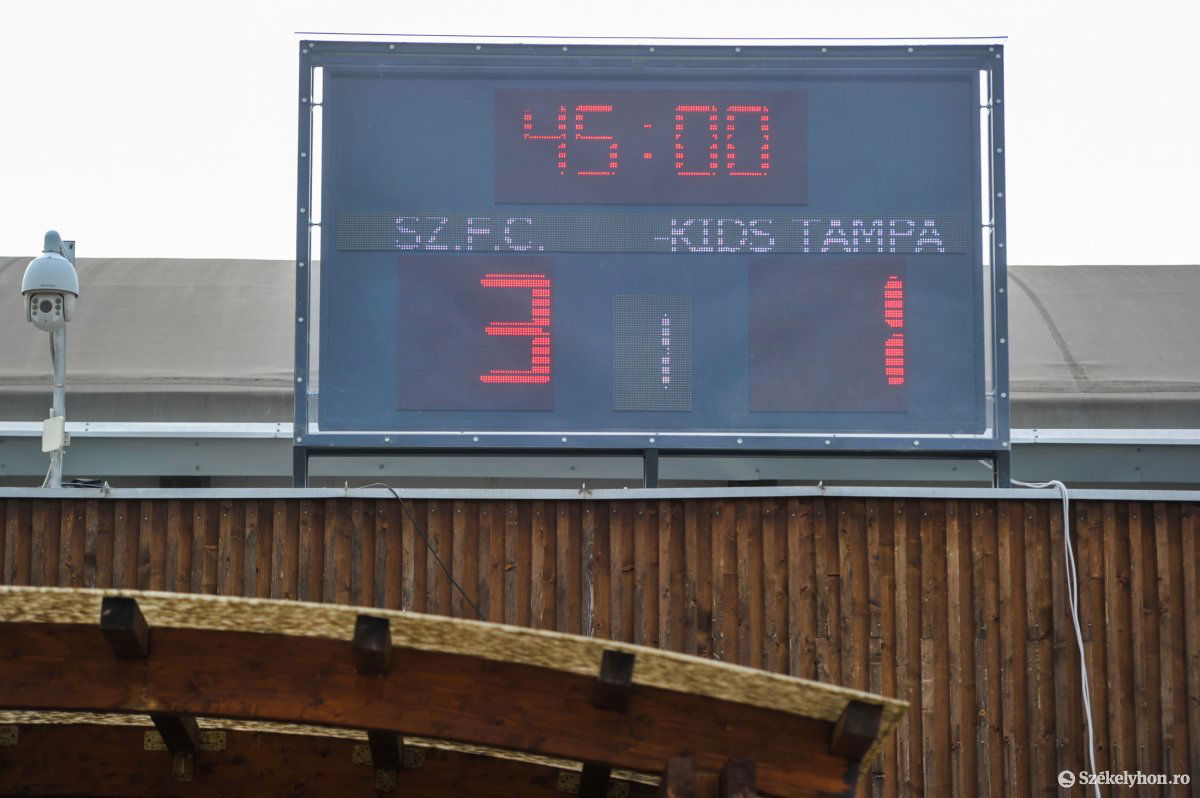 45:00
SZ.F.C. -KIDS TAMPA
3 1 1
Székelyhon.ro